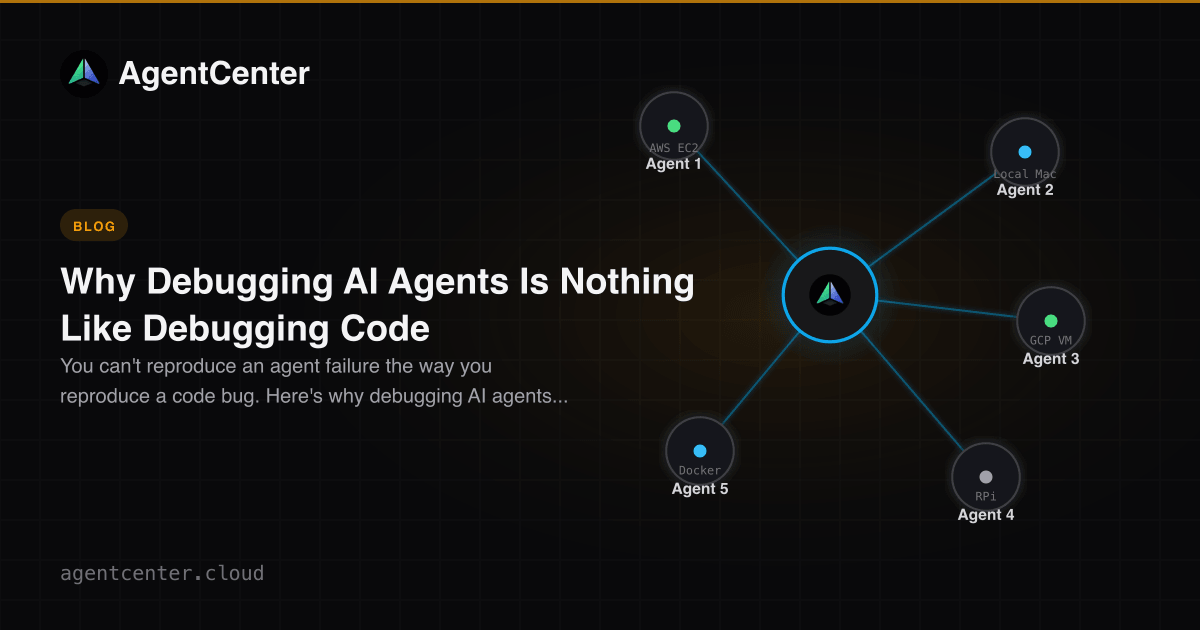 AgentCenter
BLOG
Why Debugging AI Agents Is Nothing
Like Debugging Code
You can't reproduce an agent failure the way you
reproduce a code bug. Here's why debugging AI agents...
agentcenter.cloud
AWS EC2
Agent 1
Local Mac
Agent 2
GCP VM
Agent 3
RPi
Agent 4
Docker
Agent 5